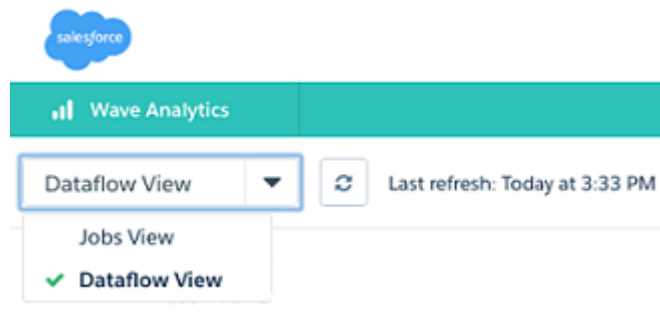 salesforce
Wave Analytics
Dataflow View
Last refresh: Today at 3:33 PM
Jobs View
Dataflow View